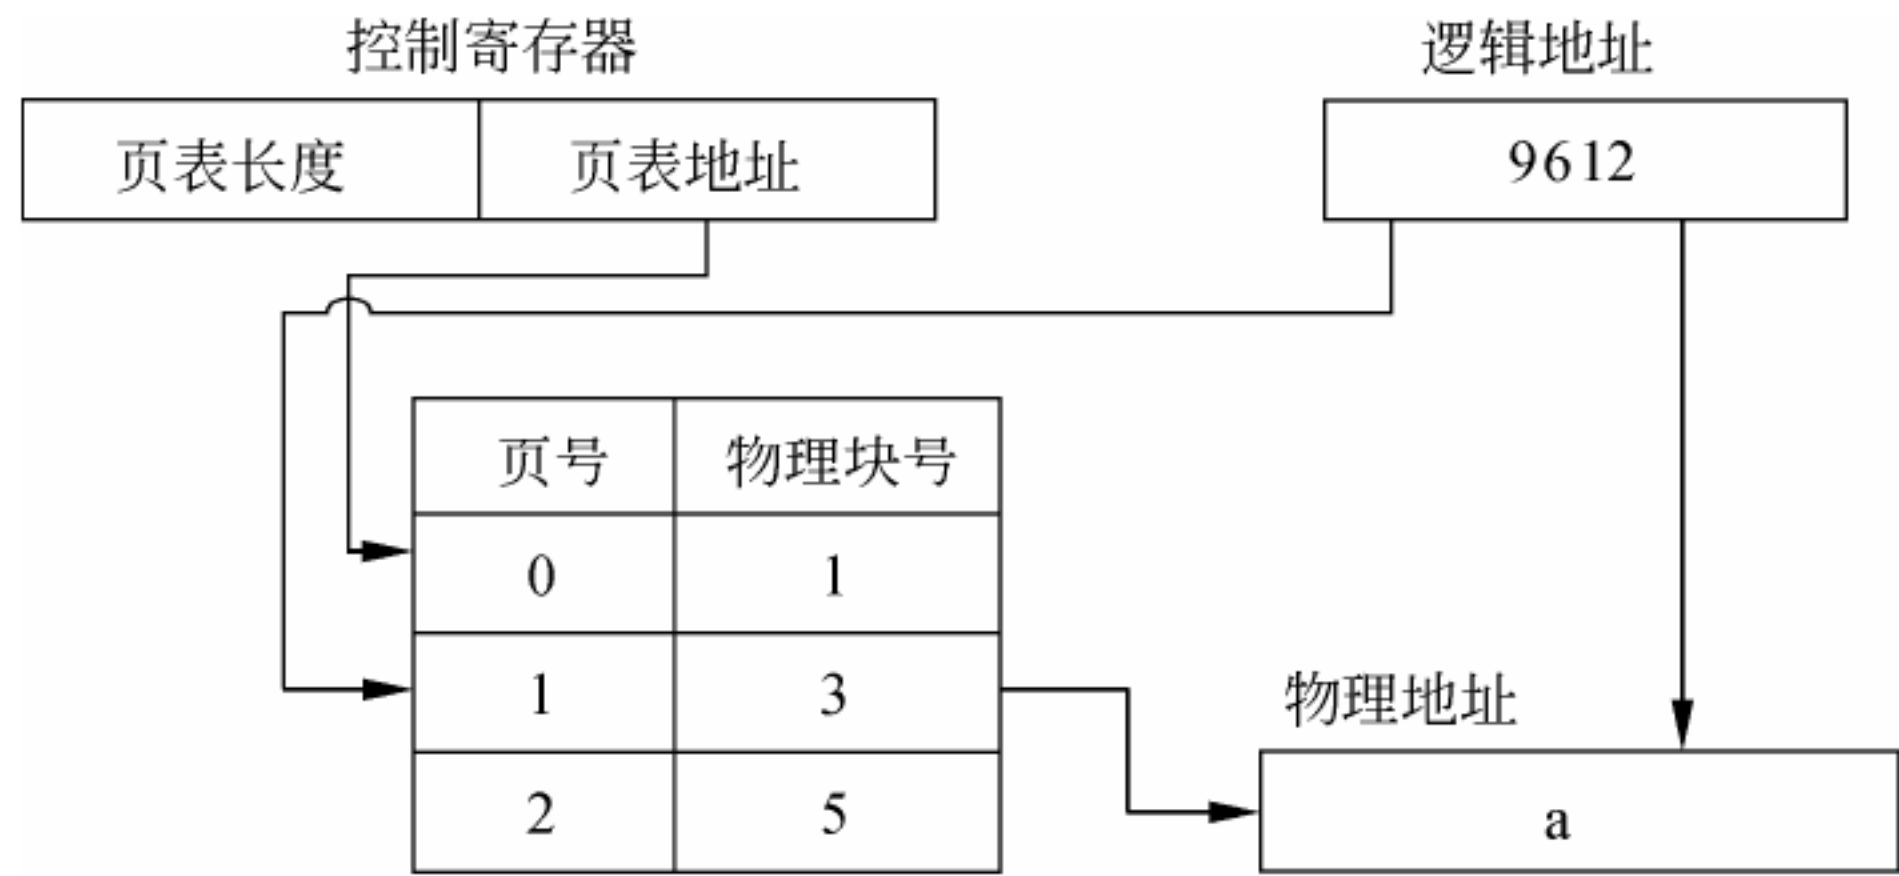 控制寄存器
逻辑地址
页表长度 页表地址
9612
页号 物理块号
0 1
1 3
2 5
物理地址
a